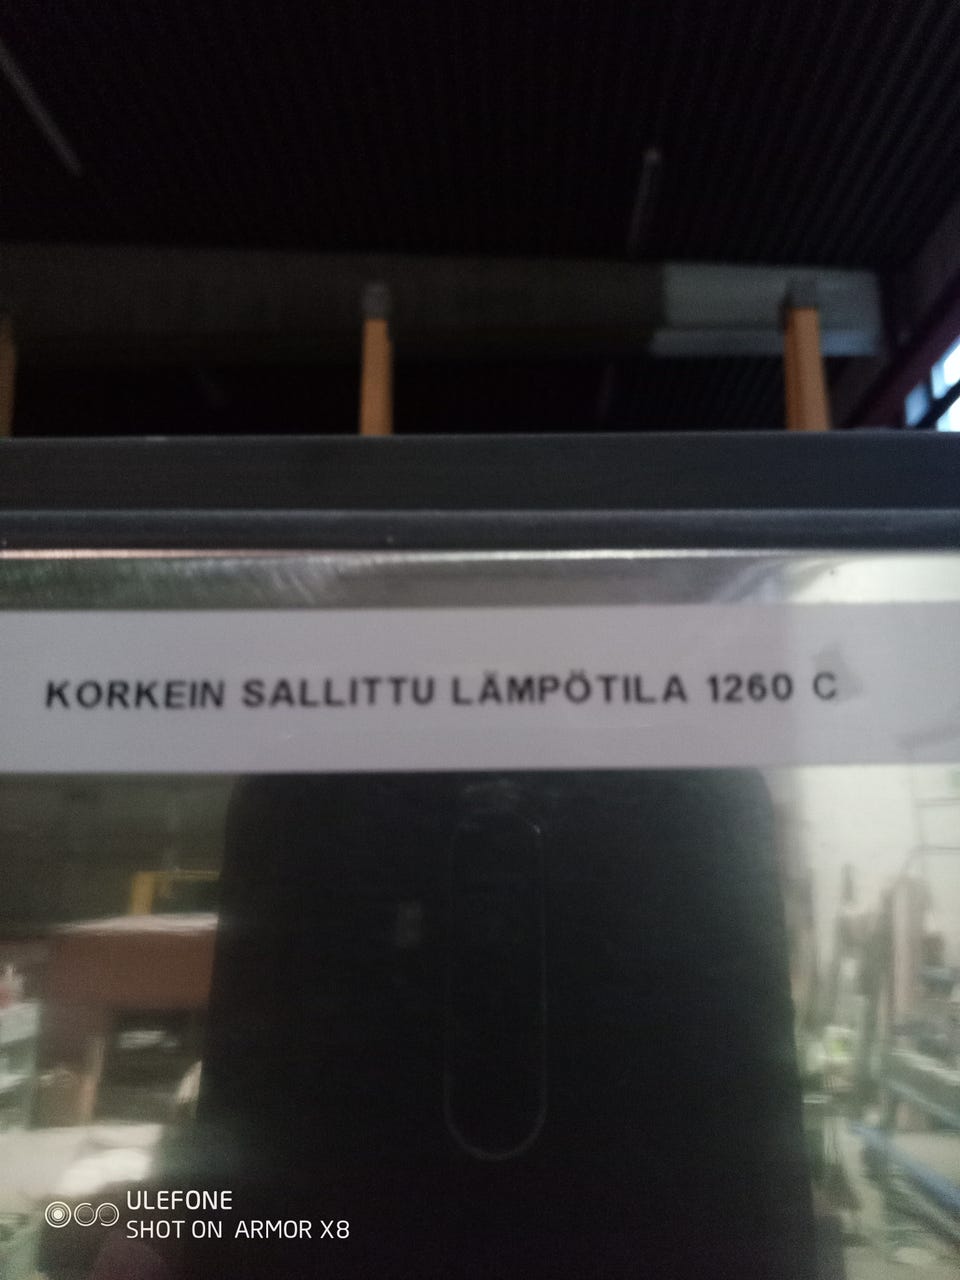 KORKEIN SALLITTU LÄMPÖTILA 1260 C
ULEFONE
SHOT ON ARMOR X8